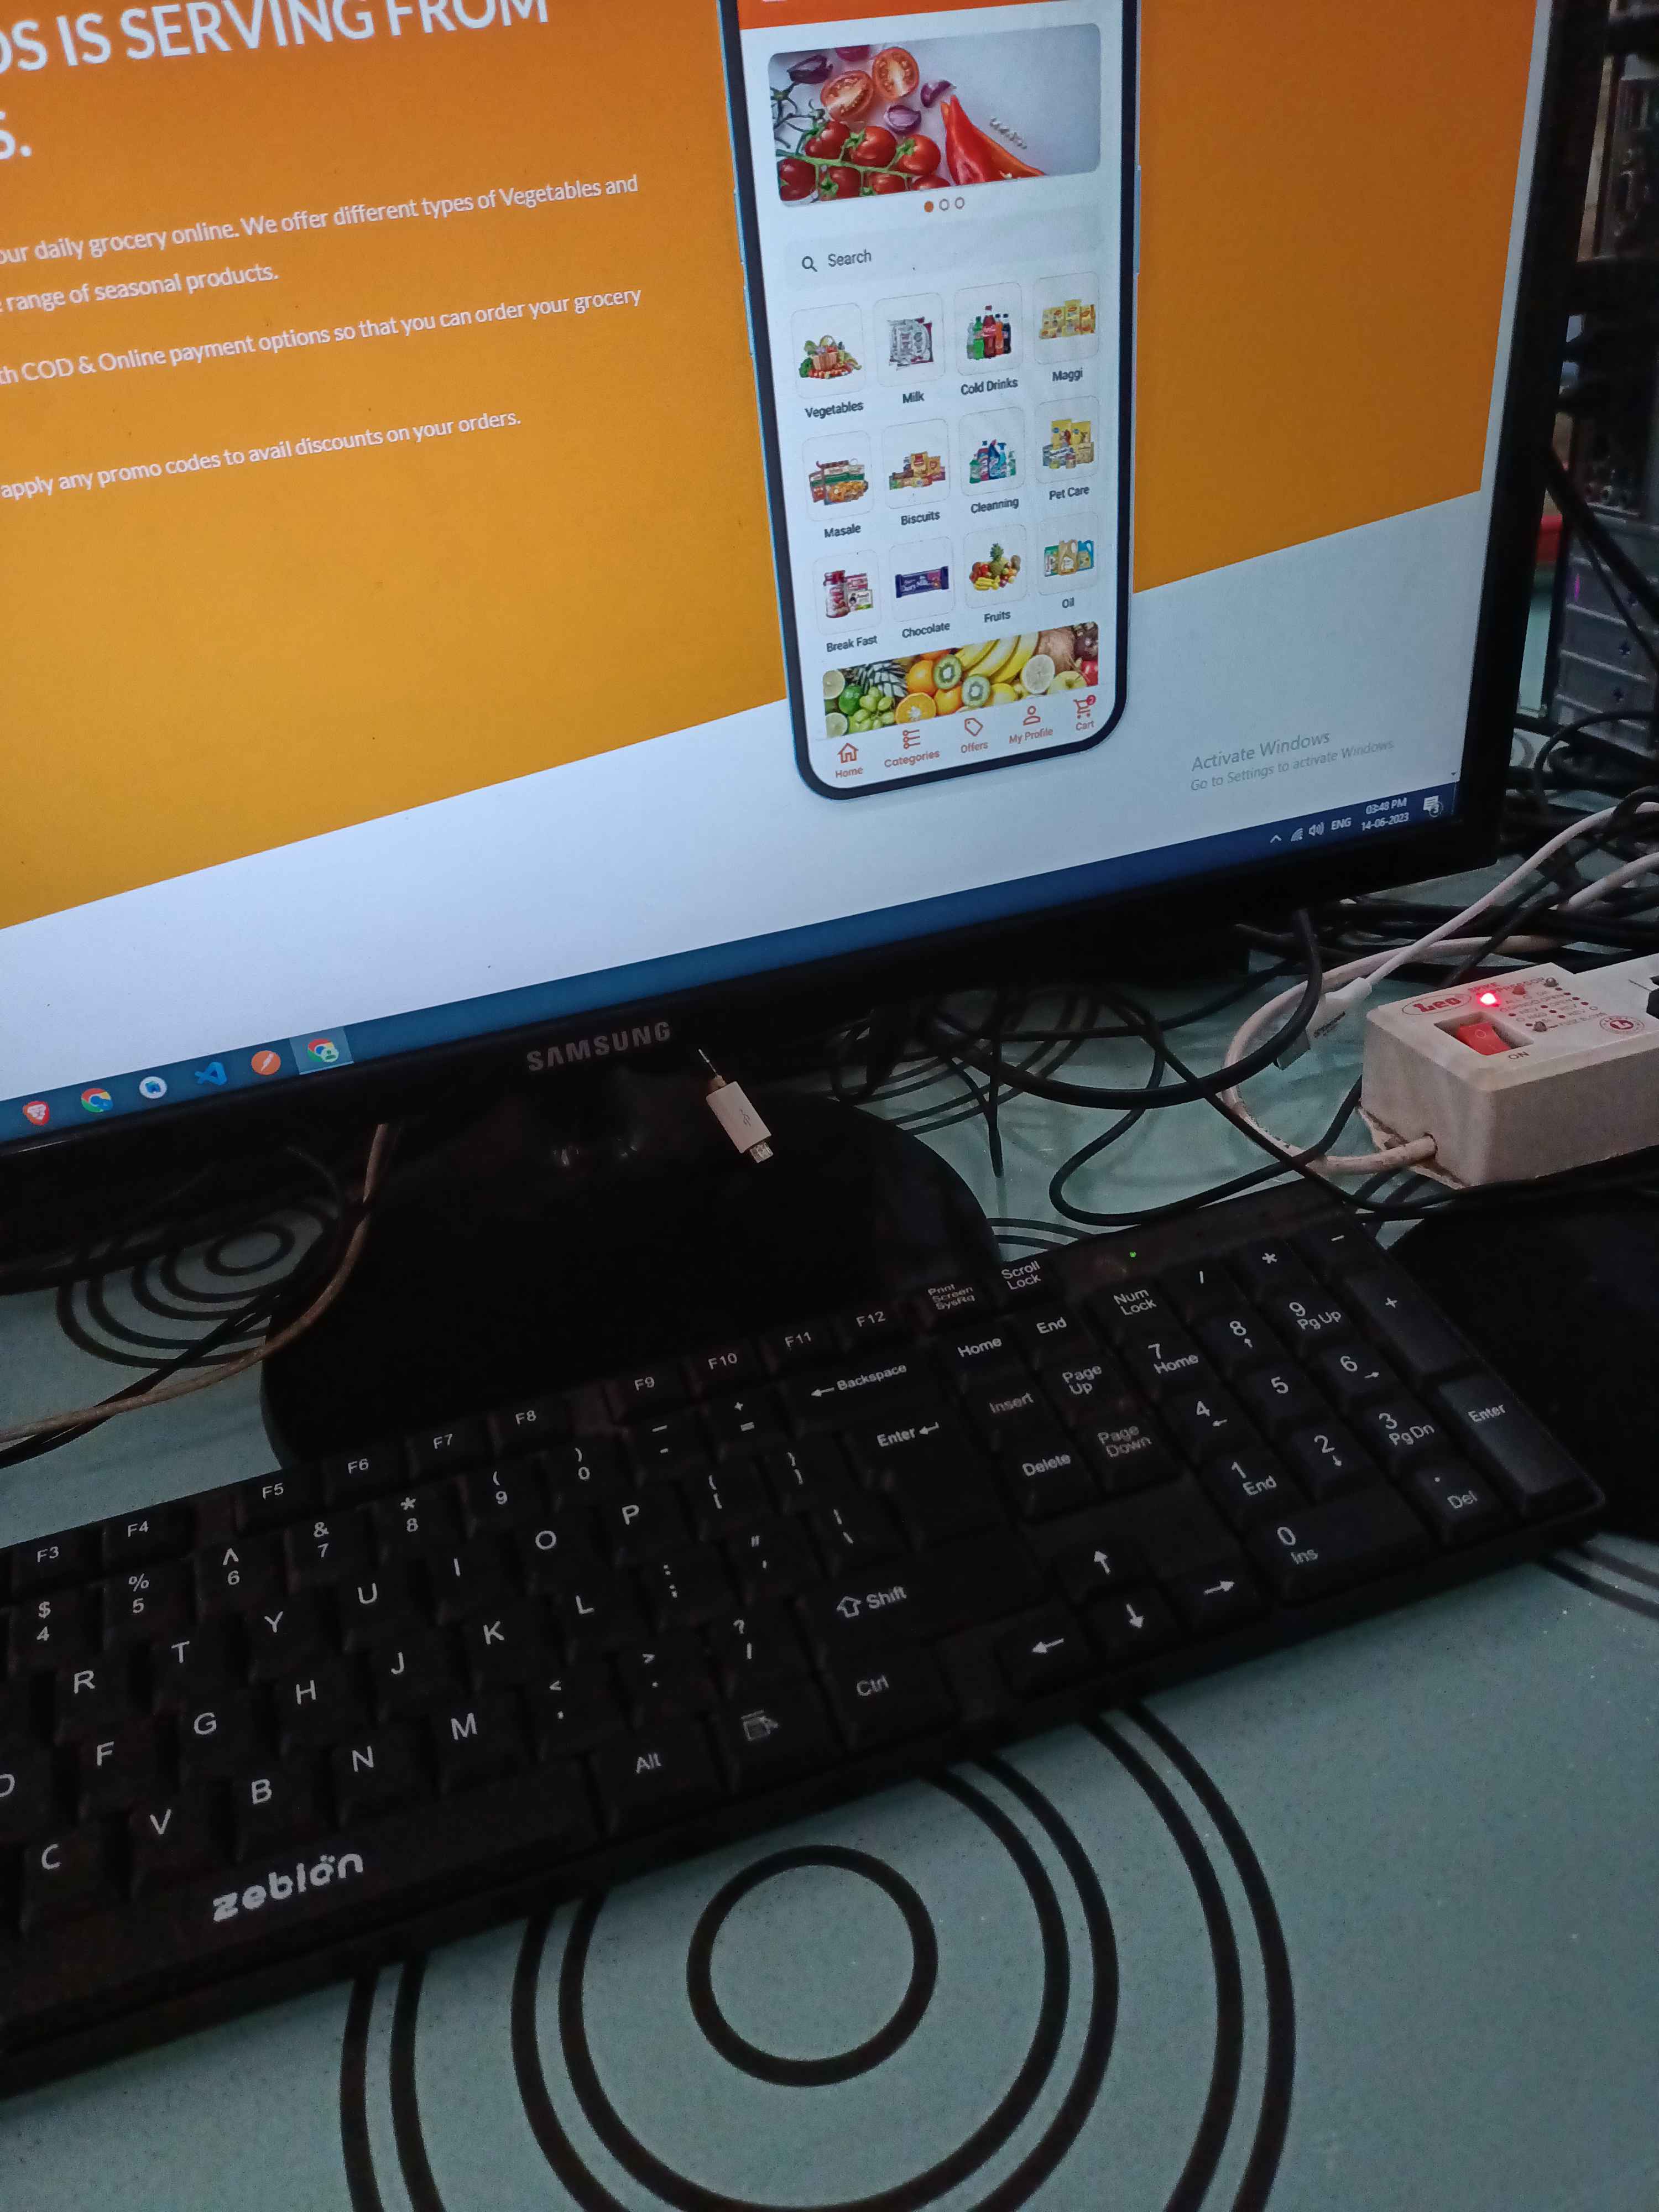 OS IS SERVING FROM
S.
our daily grocery online. We offer different types of Vegetables and
range of seasonal products.
th COD & Online payment options so that you can order your grocery
apply any promo codes to avail discounts on your orders.
Search
Vegetables
Milk
Cold Drinks
Maggi
Masale
Biscuits
Cleanning
Pet Care
Break Fast
Chocolate
Fruits
Oil
Home
Categories
Offers
My Profile
Cart
Activate Windows
Go to Settings to activate Windows.
ENG
03:48 PM
14-06-2023
3
SAMSUNG
Leo
ON
Print Screen SysRq
Scroll Lock
Num Lock
/
*
-
F3 F4 F5 F6 F7 F8 F9 F10 F11 F12
Home
End
7 Home
8
9 Pg Up
+
$ 4
% 5
^ 6
& 7
* 8
( 9
) 0
_ -
+ =
Backspace
Insert
Page Up
4
5
6
R T Y U I O P
{ [
} ]
Enter
Delete
Page Down
1 End
2
3 Pg Dn
Enter
D F G H J K L
: ;
" '
| \
0 Ins
. Del
C V B N M
< ,
> .
? /
Shift
Alt
Ctrl
zeblön